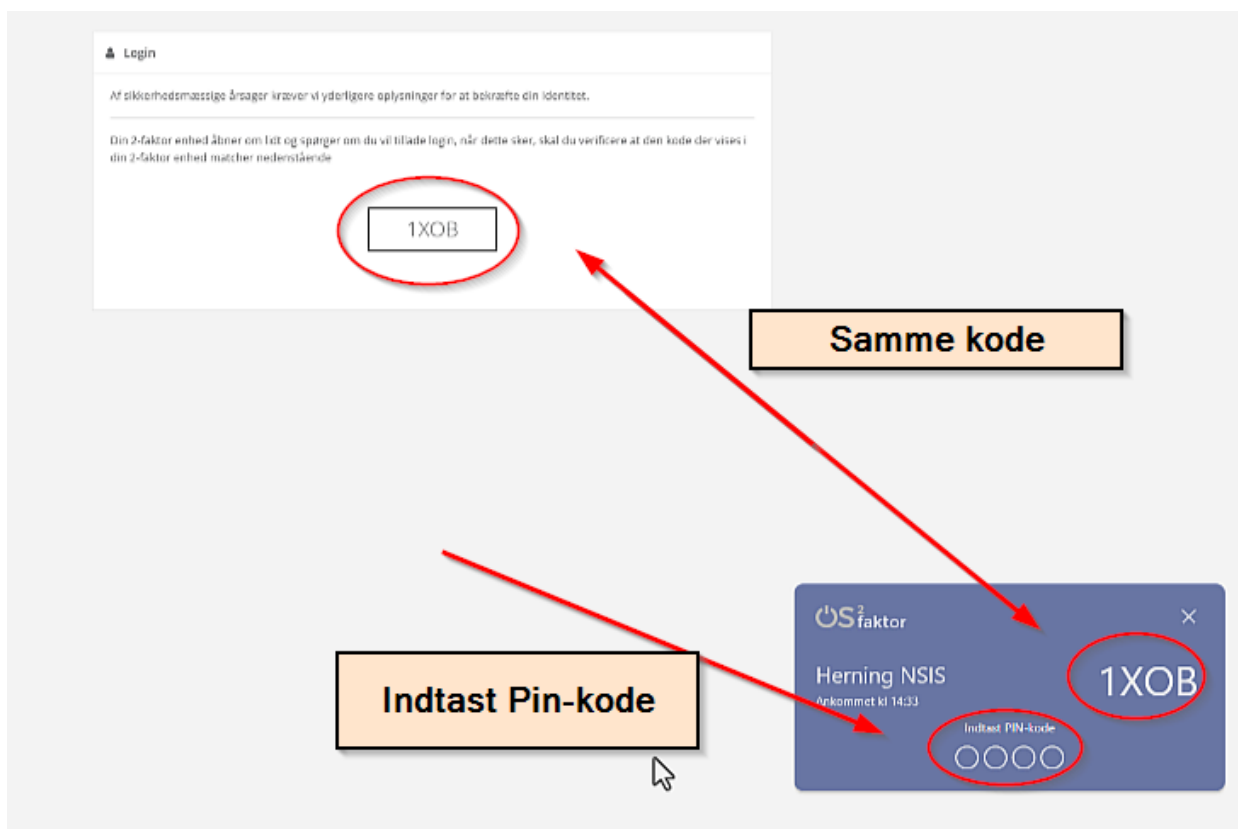 Login
Af sikkerhedsmæssige årsager kræver vi yderligere oplysninger for at bekræfte din identitet.
Din 2-faktor enhed åbner om lidt og spørger om du vil tillade login, når dette sker, skal du verificere at den kode der vises i
din 2-faktor enhed matcher nedenstående
1XOB
Samme kode
OS2faktor
Herning NSIS
1XOB
Ankommet kl 14:33
Indtast Pin-kode
Indtast PIN-kode